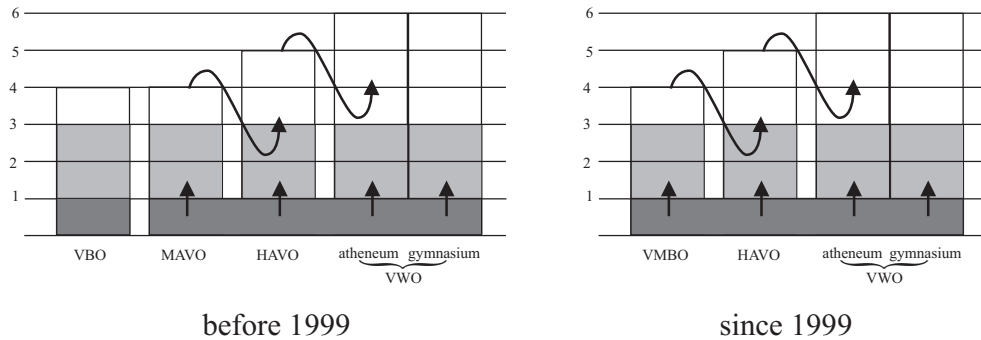 6
5
4
3
2
1
VBO MAVO HAVO atheneum gymnasium
VWO
before 1999
6
5
4
3
2
1
VMBO HAVO atheneum gymnasium
VWO
since 1999